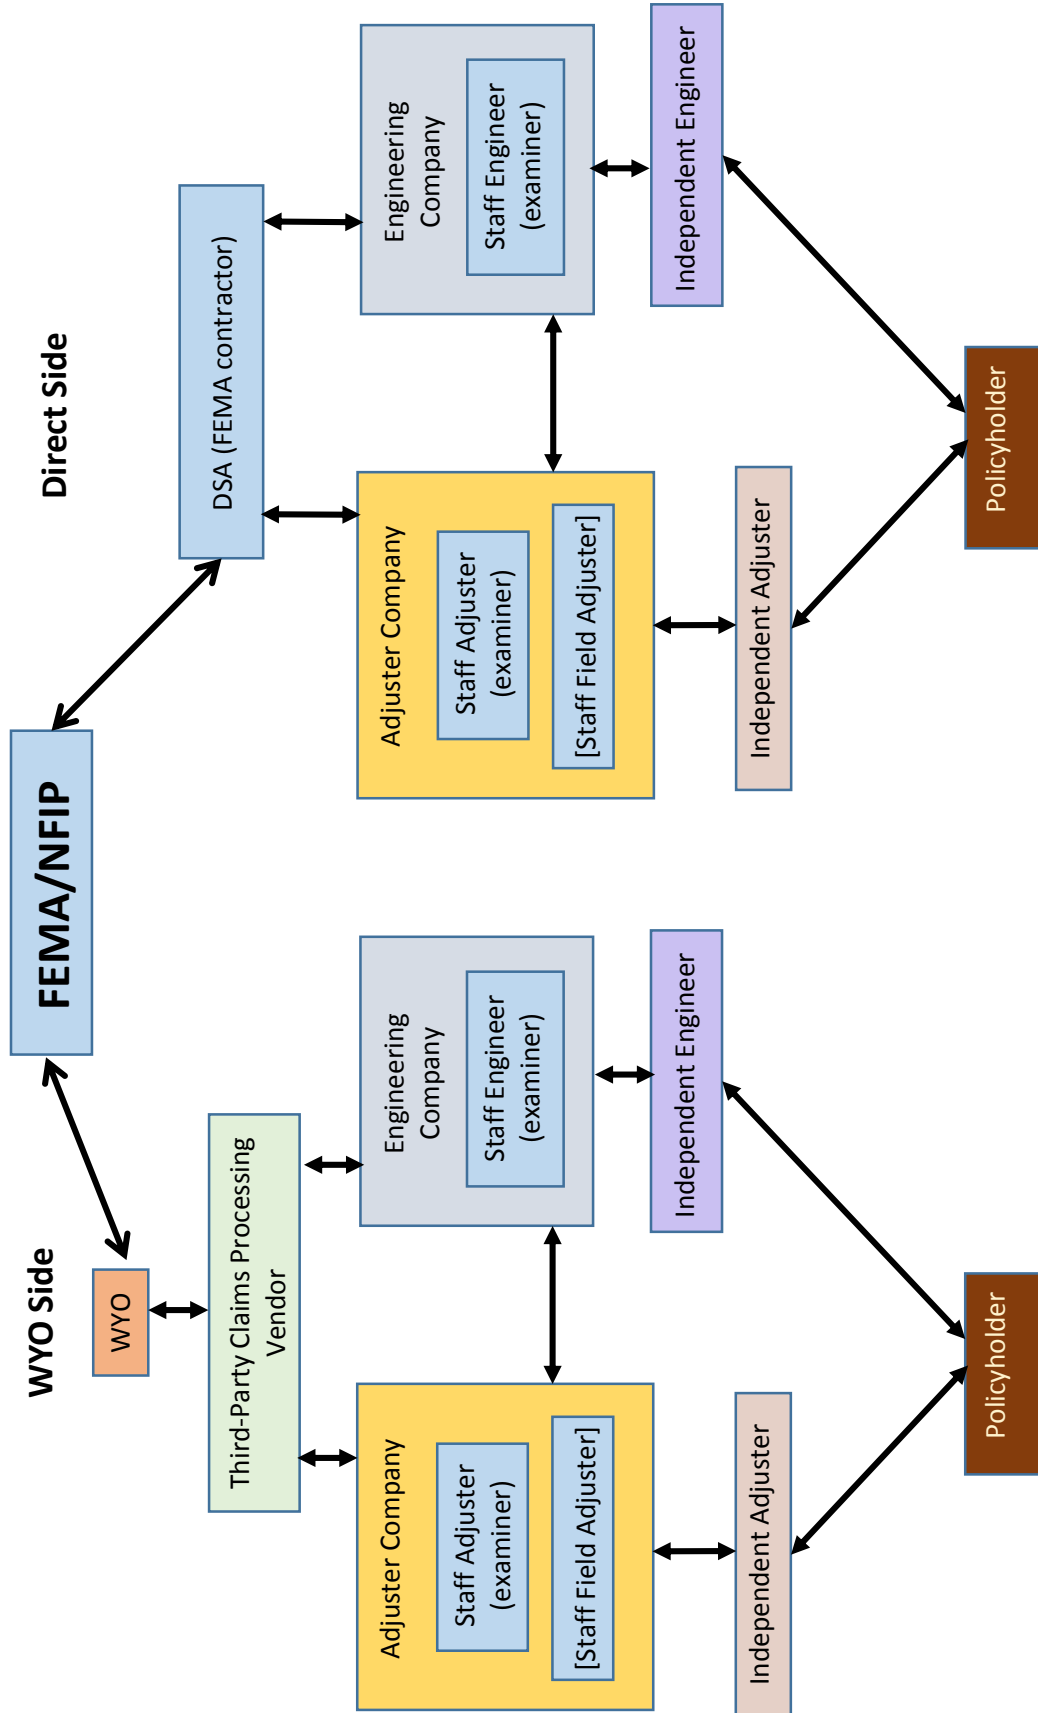 FEMA/NFIP
WYO Side
Direct Side
WYO
Third-Party Claims Processing
Vendor
DSA (FEMA contractor)
Adjuster Company
Staff Adjuster
(examiner)
[Staff Field Adjuster]
Engineering
Company
Staff Engineer
(examiner)
Adjuster Company
Staff Adjuster
(examiner)
[Staff Field Adjuster]
Engineering
Company
Staff Engineer
(examiner)
Independent Adjuster
Independent Engineer
Independent Adjuster
Independent Engineer
Policyholder
Policyholder